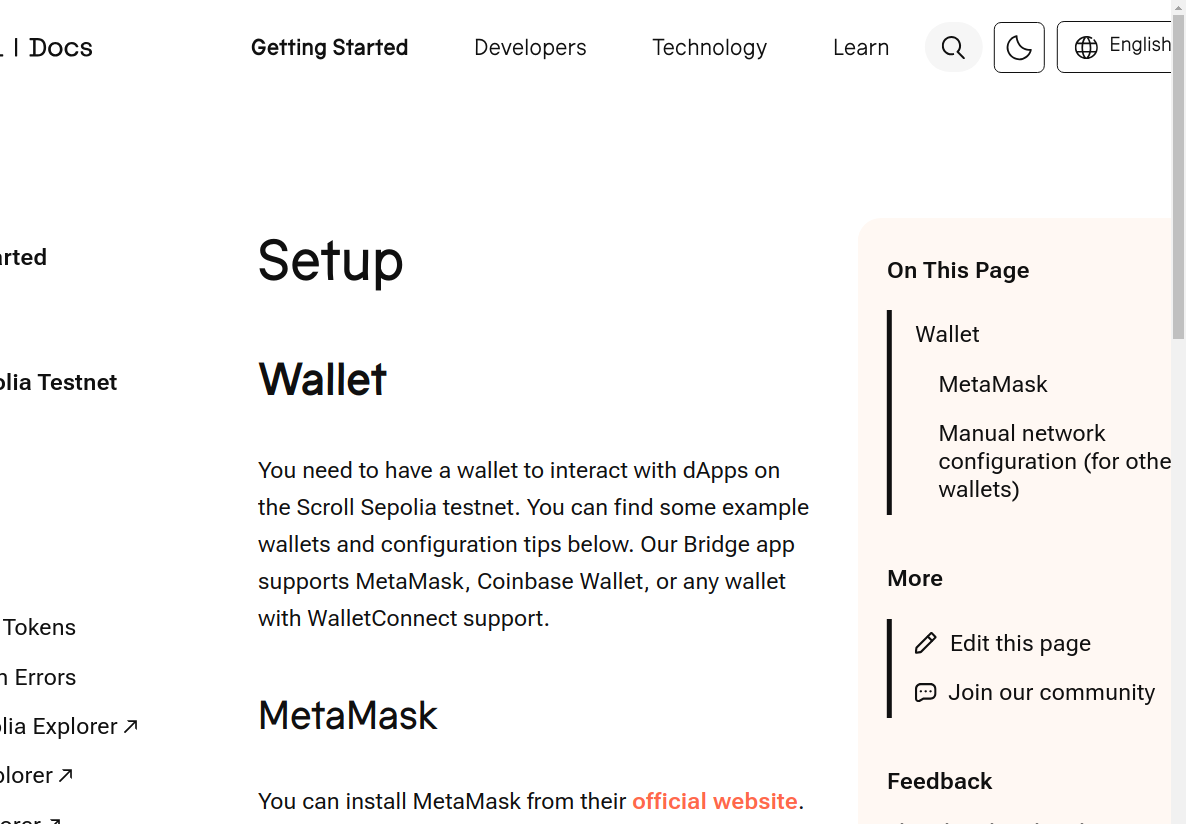 | Docs
Getting Started
Developers
Technology
Learn
English
arted
olia Testnet
Tokens
n Errors
olia Explorer
plorer
Setup
Wallet
You need to have a wallet to interact with dApps on
the Scroll Sepolia testnet. You can find some example
wallets and configuration tips below. Our Bridge app
supports MetaMask, Coinbase Wallet, or any wallet
with WalletConnect support.
MetaMask
You can install MetaMask from their official website.
On This Page
Wallet
MetaMask
Manual network
configuration (for othe
wallets)
More
Edit this page
Join our community
Feedback